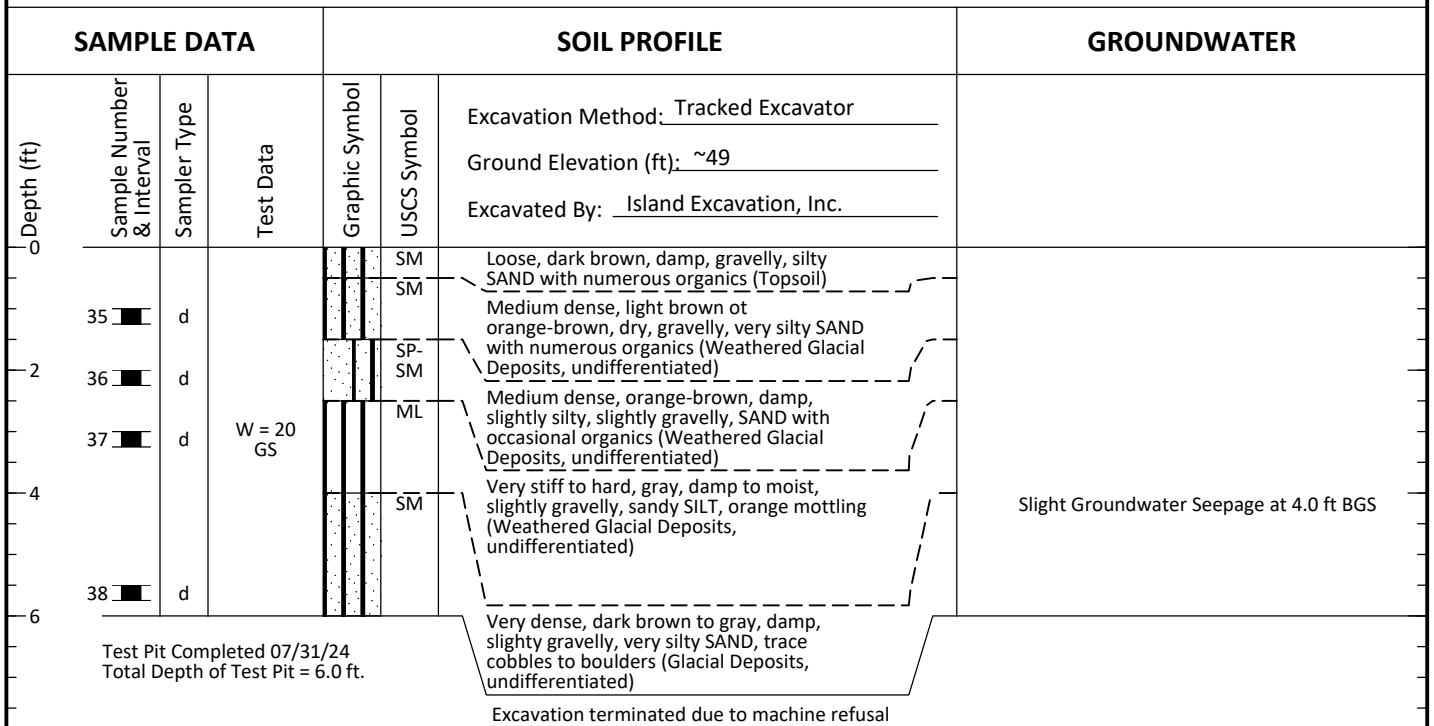 SAMPLE DATA
SOIL PROFILE
GROUNDWATER
Depth (ft)
Sample Number
& Interval
Sampler Type
Test Data
Graphic Symbol
USCS Symbol
Excavation Method: Tracked Excavator
Ground Elevation (ft): ~49
Excavated By: Island Excavation, Inc.
0
2
4
6
35
d
36
d
37
d
W = 20
GS
38
d
SM
SM
SP-
SM
ML
SM
Loose, dark brown, damp, gravelly, silty
SAND with numerous organics (Topsoil)
Medium dense, light brown ot
orange-brown, dry, gravelly, very silty SAND
with numerous organics (Weathered Glacial
Deposits, undifferentiated)
Medium dense, orange-brown, damp,
slightly silty, slightly gravelly, SAND with
occasional organics (Weathered Glacial
Deposits, undifferentiated)
Very stiff to hard, gray, damp to moist,
slightly gravelly, sandy SILT, orange mottling
(Weathered Glacial Deposits,
undifferentiated)
Very dense, dark brown to gray, damp,
slighty gravelly, very silty SAND, trace
cobbles to boulders (Glacial Deposits,
undifferentiated)
Excavation terminated due to machine refusal
Slight Groundwater Seepage at 4.0 ft BGS
Test Pit Completed 07/31/24
Total Depth of Test Pit = 6.0 ft.